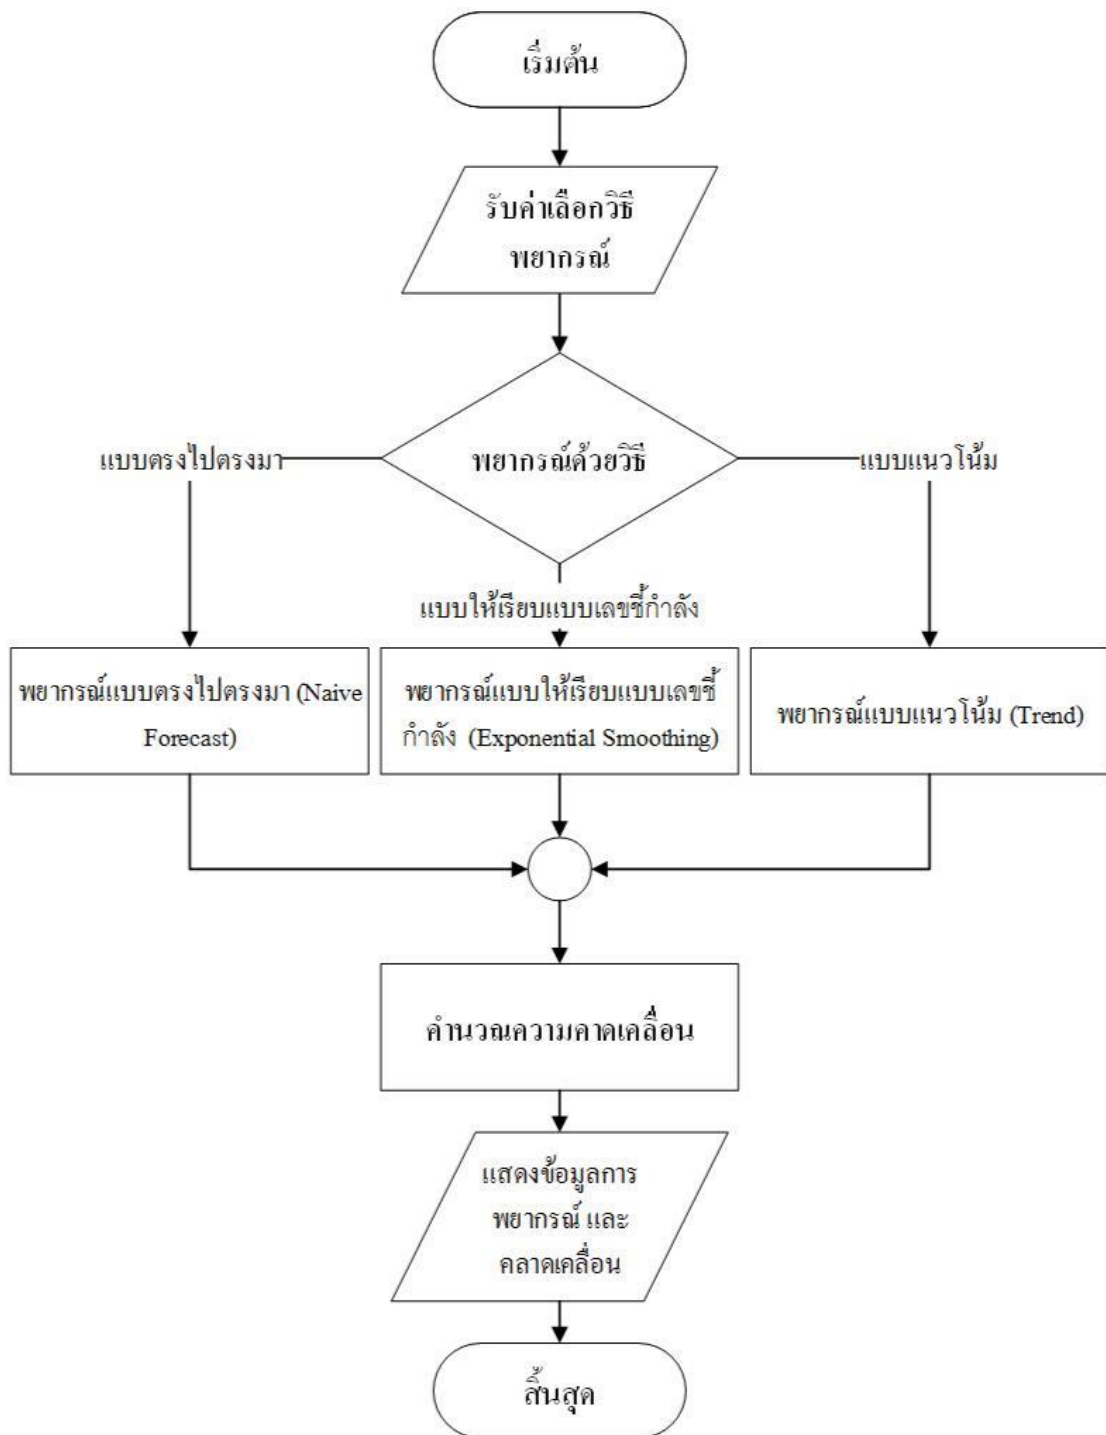 เริ่มต้น
รับค่าเลือกวิธี
พยากรณ์
พยากรณ์ด้วยวิธี
แบบตรงไปตรงมา
แบบแนวโน้ม
แบบให้เรียบแบบเลขชี้กำลัง
พยากรณ์แบบตรงไปตรงมา (Naive
Forecast)
พยากรณ์แบบให้เรียบแบบเลขชี้
กำลัง (Exponential Smoothing)
พยากรณ์แบบแนวโน้ม (Trend)
คำนวณความคาดเคลื่อน
แสดงข้อมูลการ
พยากรณ์ และ
คลาดเคลื่อน
สิ้นสุด